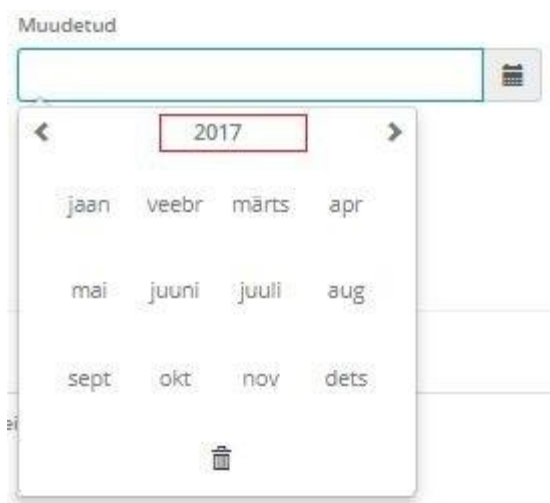 Muudetud
2017
jaan veebr märts apr
mai juuni juuli aug
sept okt nov dets